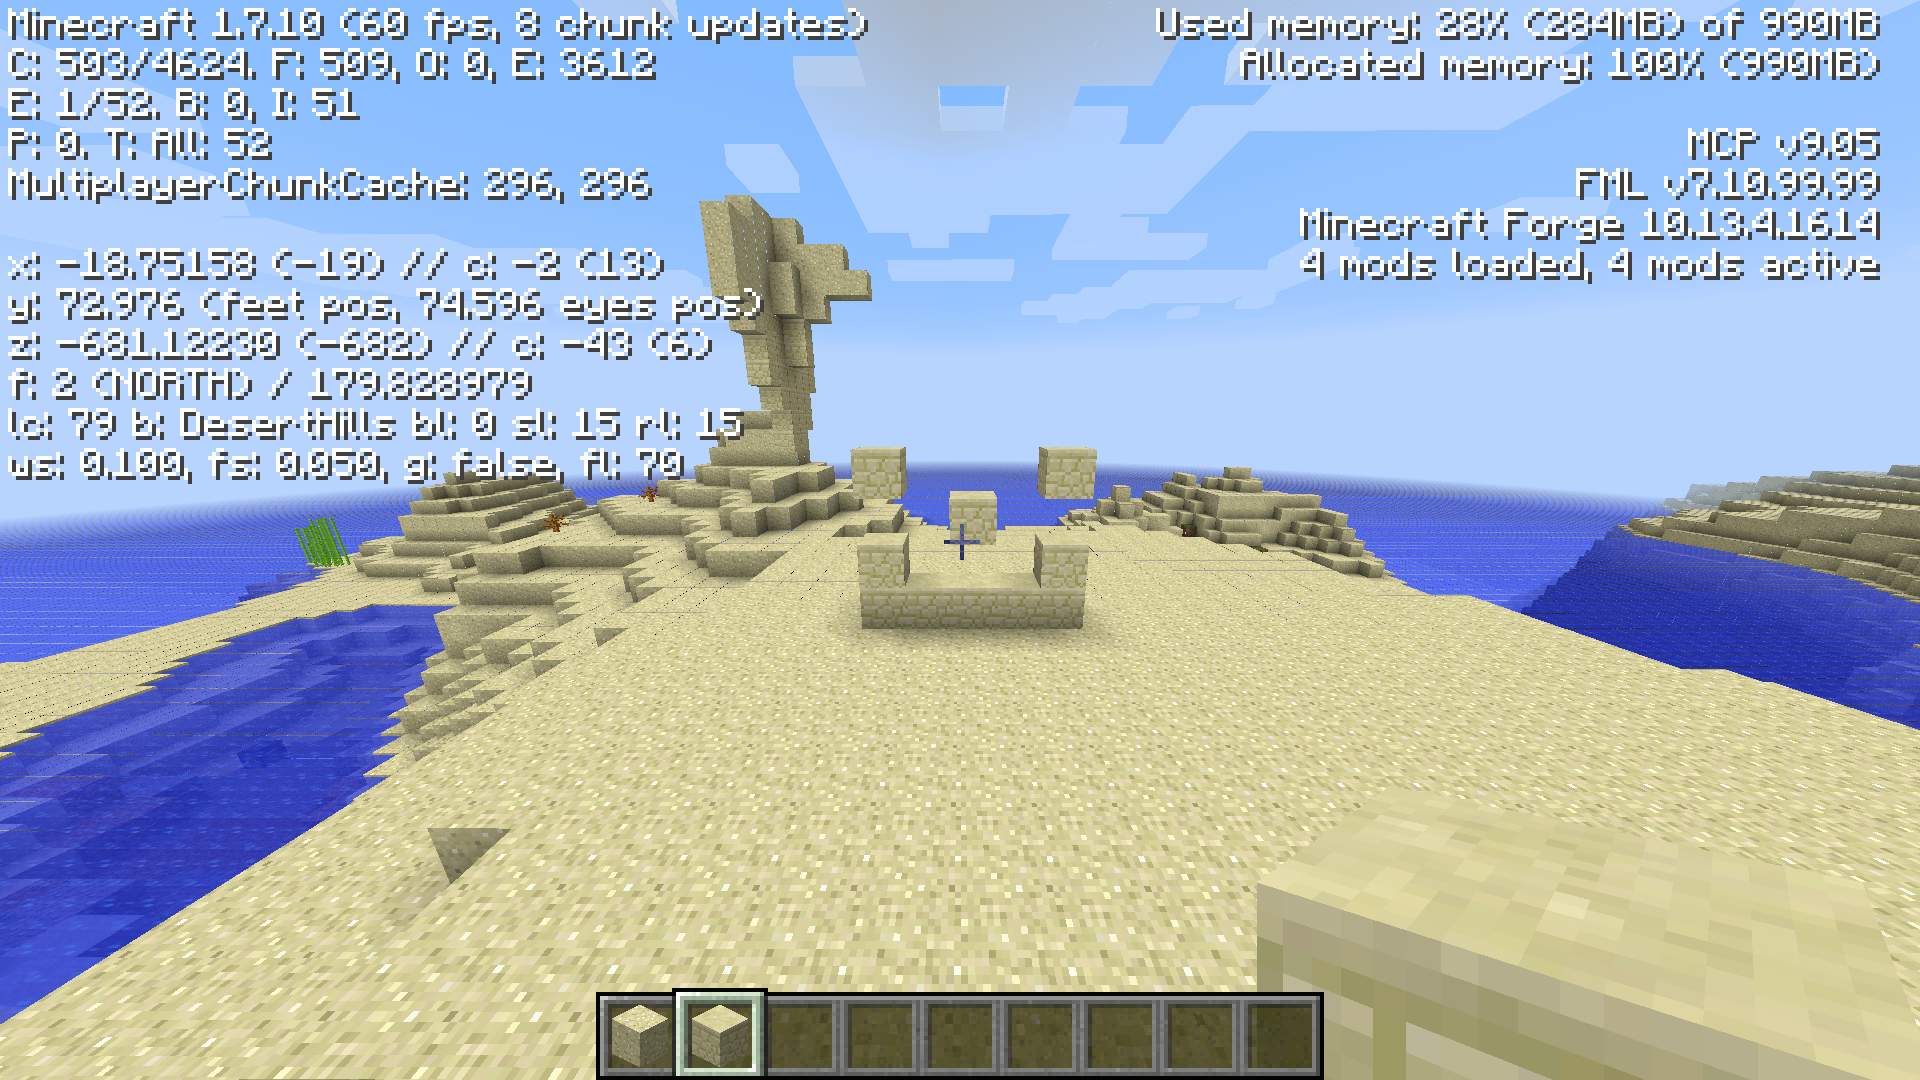 Minecraft 1.7.10 (60 fps, 8 chunk updates)
C: 503/4624. F: 509, O: 0, E: 3612
E: 1/52. B: 0, I: 51
P: 0. T: All: 52
MultiplayerChunkCache: 296, 296
x: -18.75158 (-19) // c: -2 (13)
y: 72.976 (feet pos, 74.596 eyes pos)
z: -681.12230 (-682) // c: -43 (6)
f: 2 (NORTH) / 179.828979
lc: 79 b: DesertHills bl: 0 sl: 15 rl: 15
ws: 0.100, fs: 0.050, g: false, fl: 70
Used memory: 28% (284MB) of 990MB
Allocated memory: 100% (990MB)
MCP v9.05
FML v7.10.99.99
Minecraft Forge 10.13.4.1614
4 mods loaded, 4 mods active